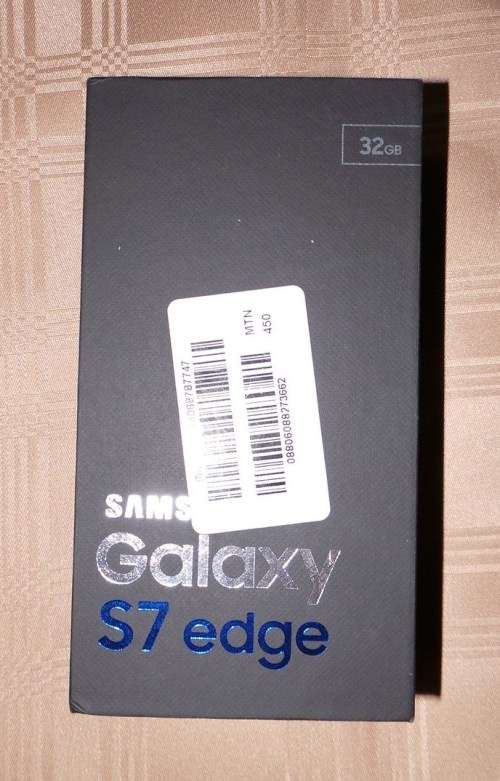 32GB
MTN
450
08806088273662
SAMS
Galaxy
S7 edge